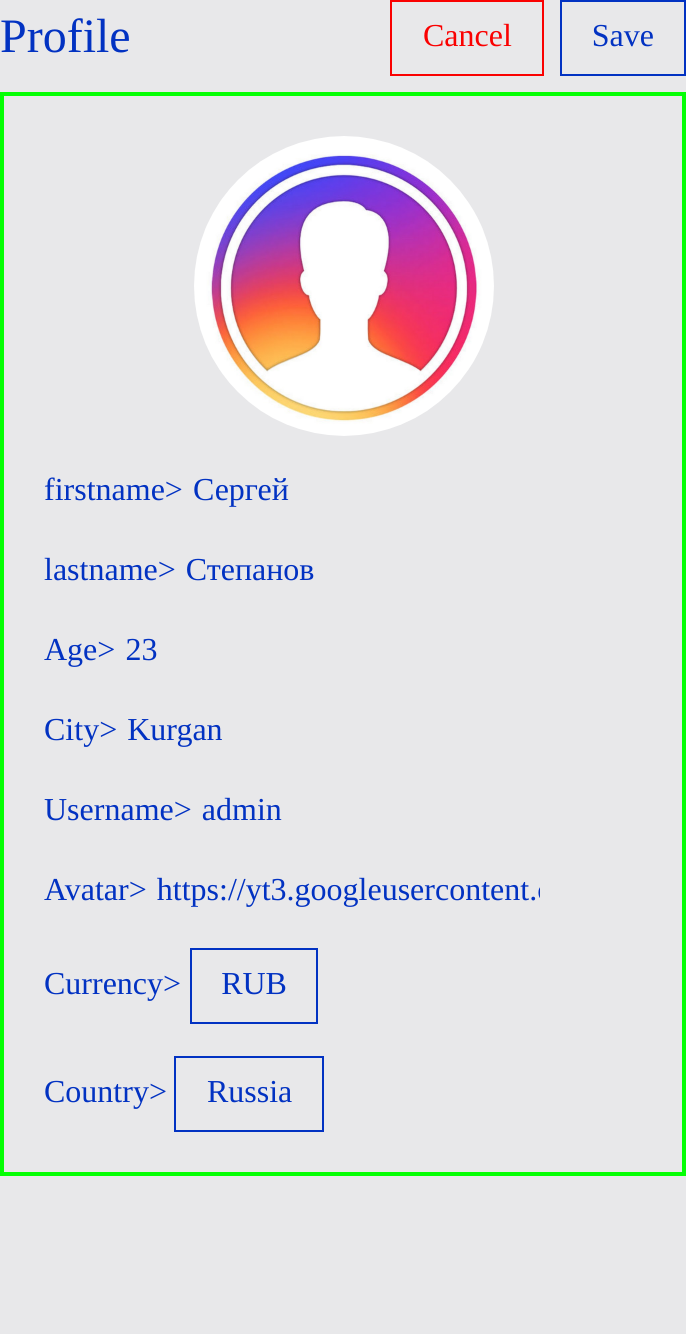 Profile Cancel Save
firstname> Сергей
lastname> Степанов
Age> 23
City> Kurgan
Username> admin
Avatar> https://yt3.googleusercontent.
Currency> RUB
Country> Russia